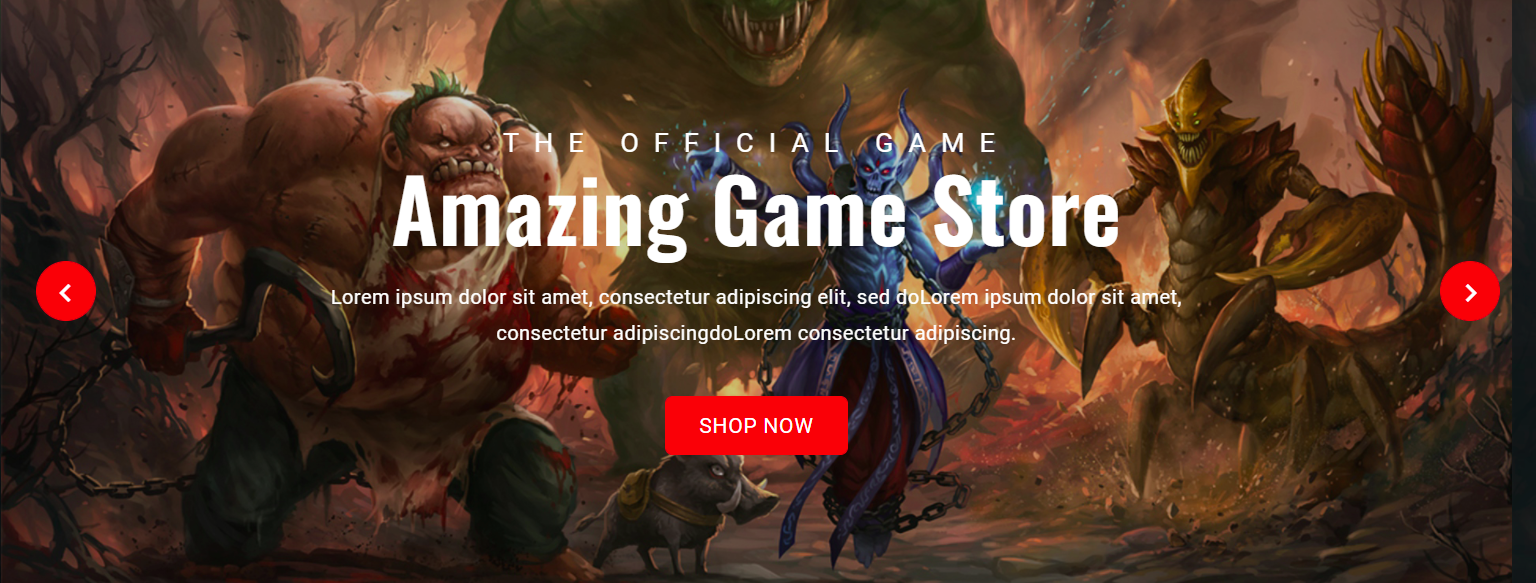 THE OFFICIAL GAME
Amazing Game Store
Lorem ipsum dolor sit amet, consectetur adipiscing elit, sed doLorem ipsum dolor sit amet,
consectetur adipiscingdoLorem consectetur adipiscing.
SHOP NOW